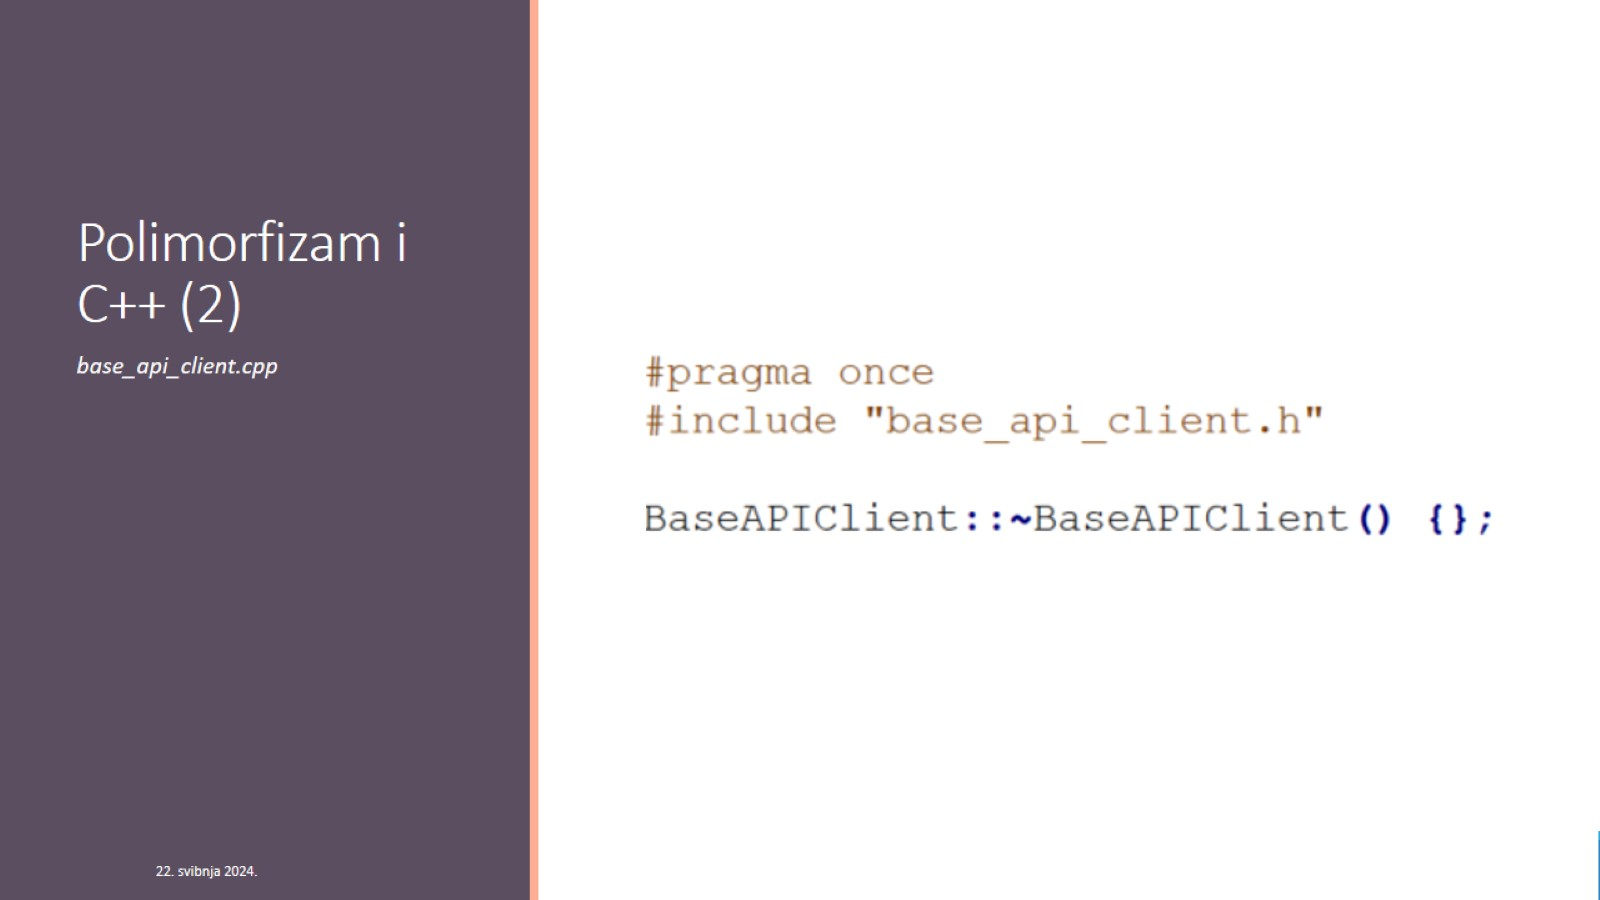 Polimorfizam i
C++ (2)
base_api_client.cpp
#pragma once
#include "base_api_client.h"
BaseAPIClient::~BaseAPIClient() {};
22. svibnja 2024.